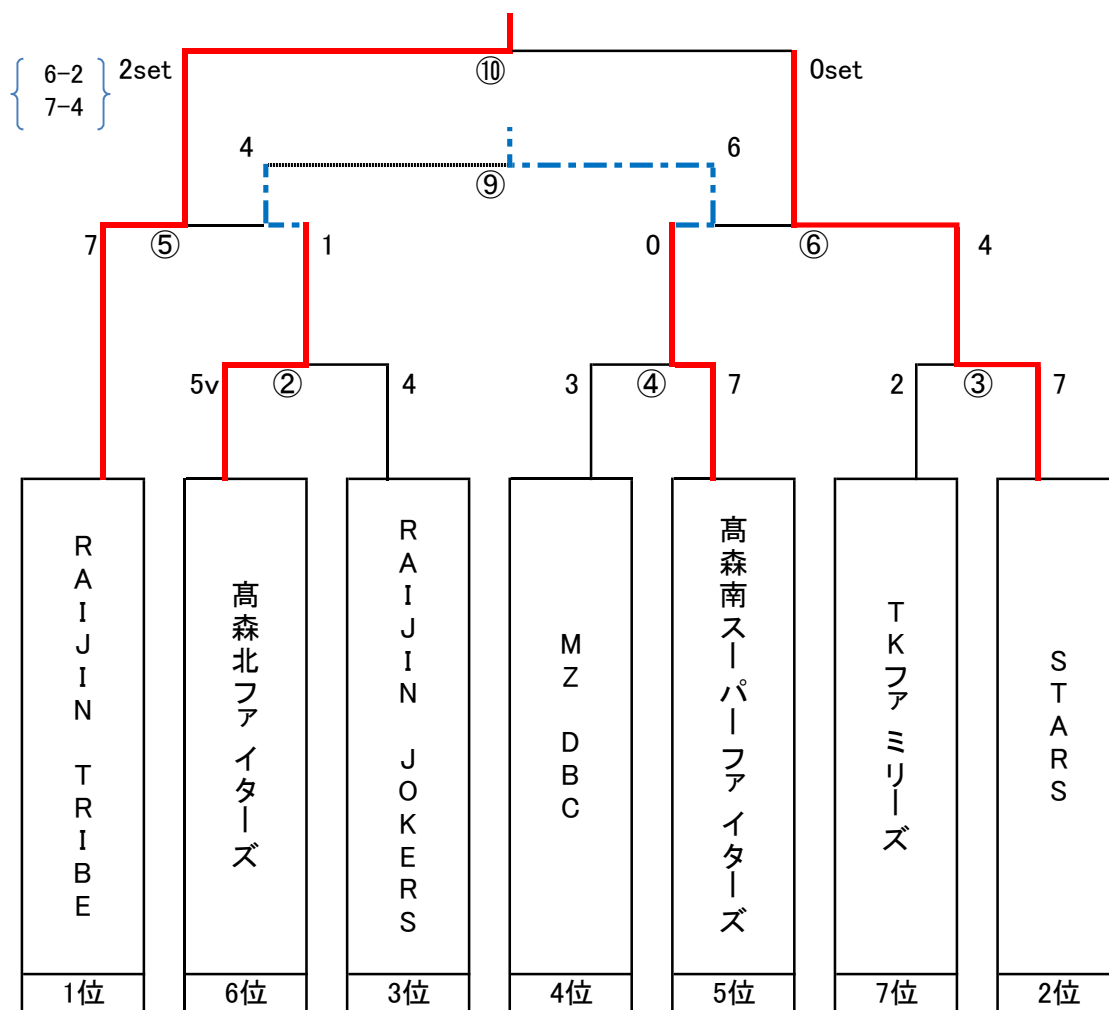 6-2
7-4
2set
⑩
0set
4
⑨
6
7
⑤
1
0
⑥
4
5v
②
4
3
④
7
2
③
7
RAIJIN TRIBE
髙森北ファイターズ
RAIJIN JOKERS
MZ DBC
髙森南スーパーファイターズ
TKファミリーズ
STARS
1位
6位
3位
4位
5位
7位
2位